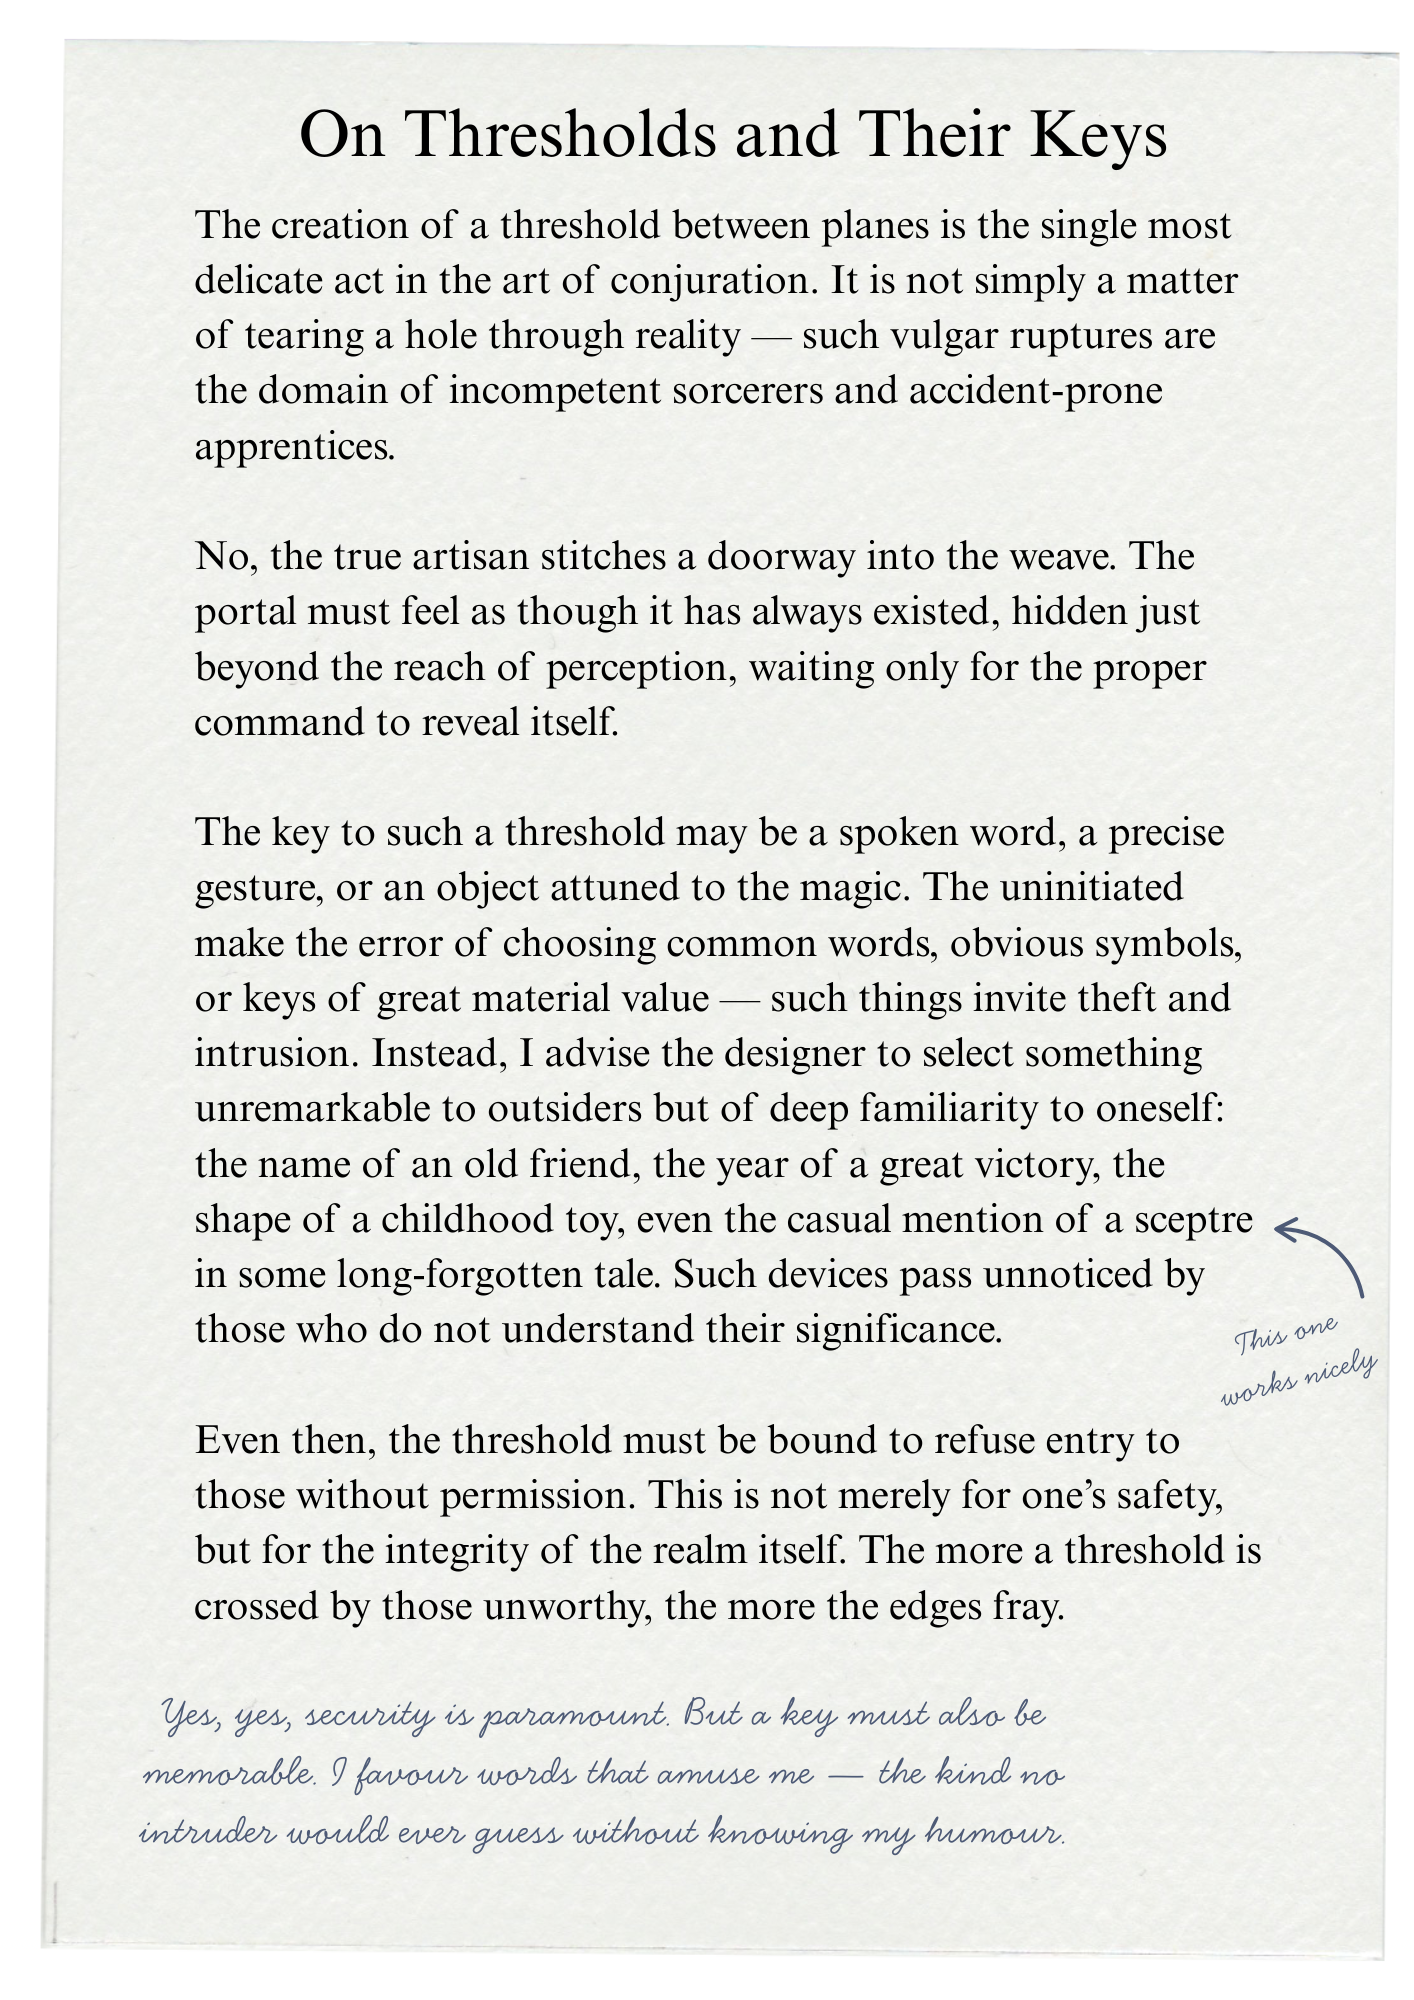 On Thresholds and Their Keys
The creation of a threshold between planes is the single most
delicate act in the art of conjuration. It is not simply a matter
of tearing a hole through reality — such vulgar ruptures are
the domain of incompetent sorcerers and accident-prone
apprentices.
No, the true artisan stitches a doorway into the weave. The
portal must feel as though it has always existed, hidden just
beyond the reach of perception, waiting only for the proper
command to reveal itself.
The key to such a threshold may be a spoken word, a precise
gesture, or an object attuned to the magic. The uninitiated
make the error of choosing common words, obvious symbols,
or keys of great material value — such things invite theft and
intrusion. Instead, I advise the designer to select something
unremarkable to outsiders but of deep familiarity to oneself:
the name of an old friend, the year of a great victory, the
shape of a childhood toy, even the casual mention of a sceptre
in some long-forgotten tale. Such devices pass unnoticed by
those who do not understand their significance.
This one
works nicely
Even then, the threshold must be bound to refuse entry to
those without permission. This is not merely for one’s safety,
but for the integrity of the realm itself. The more a threshold is
crossed by those unworthy, the more the edges fray.
Yes, yes, security is paramount. But a key must also be
memorable. I favour words that amuse me — the kind no
intruder would ever guess without knowing my humour.